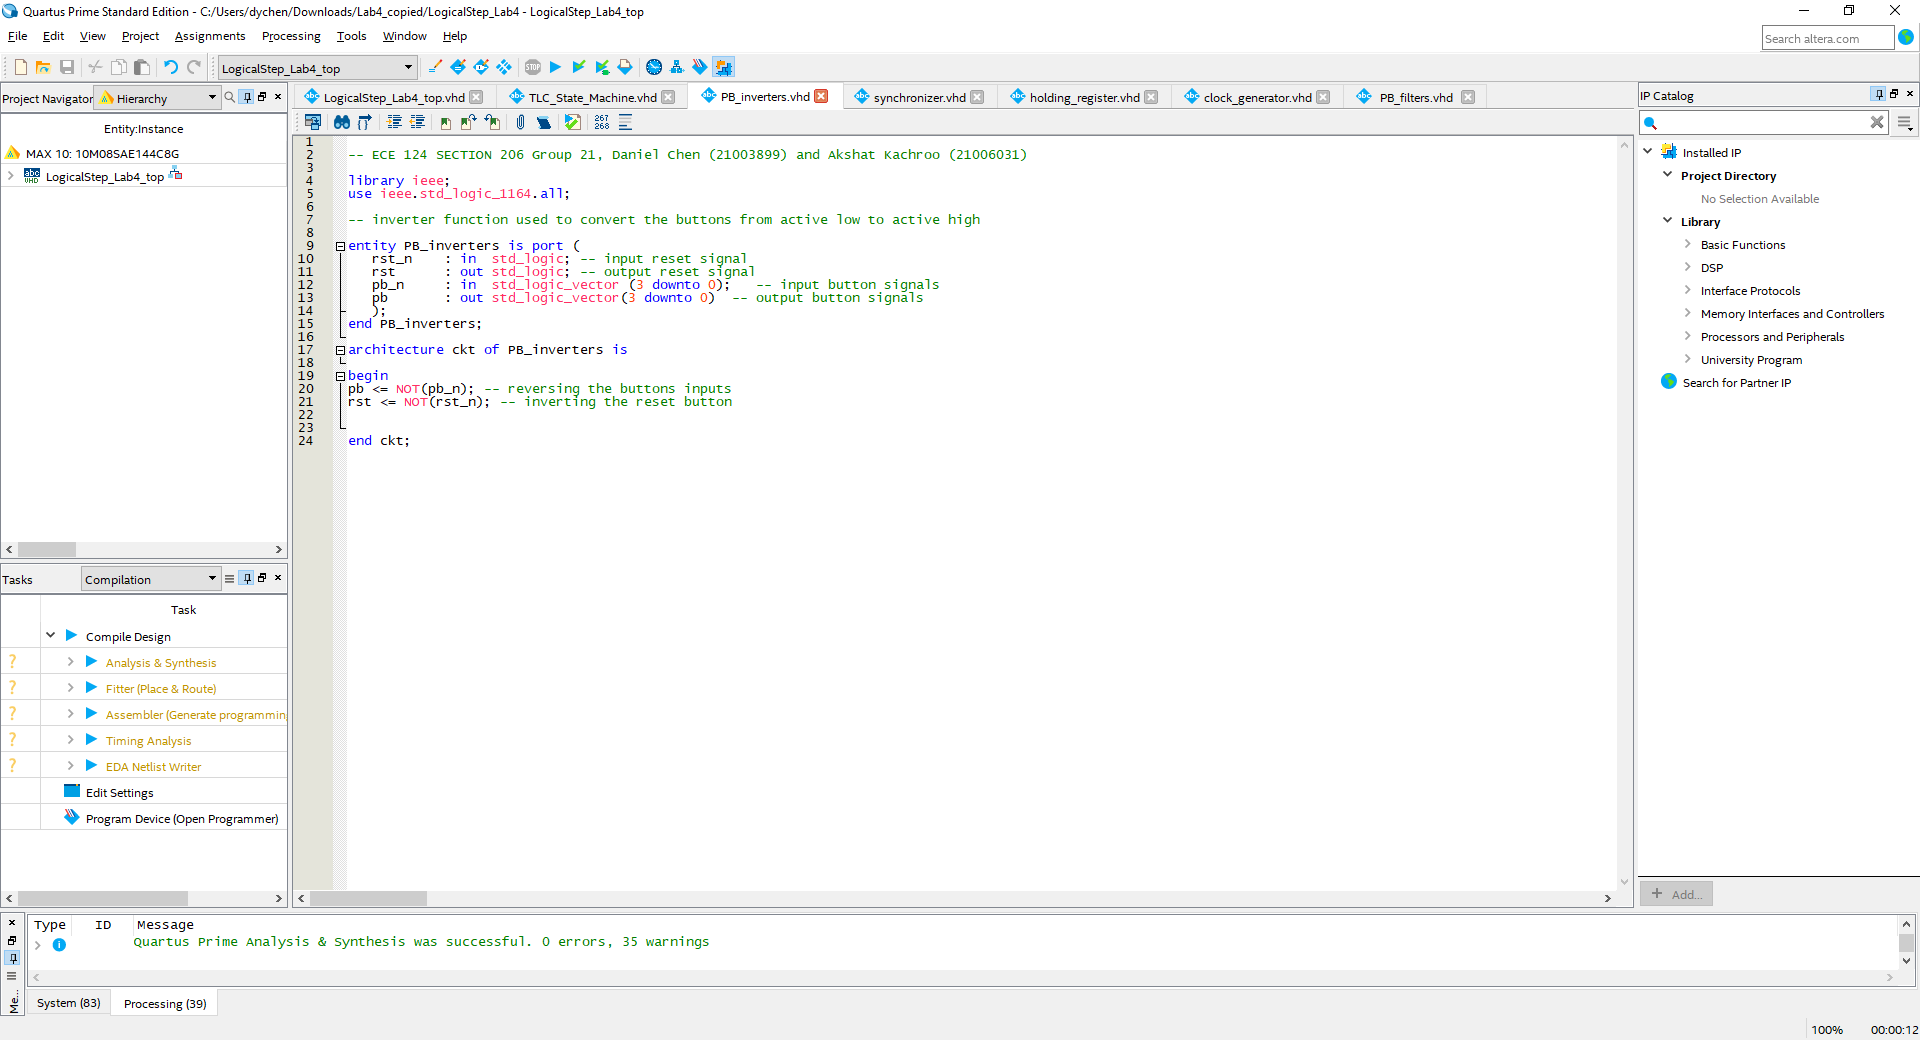 Quartus Prime Standard Edition - C:/Users/dychen/Downloads/Lab4_copied/LogicalStep_Lab4 - LogicalStep_Lab4_top
File Edit View Project Assignments Processing Tools Window Help
Search altera.com
LogicalStep_Lab4_top
Project Navigator Hierarchy
Entity:Instance
MAX 10: 10M08SAE144C8G
LogicalStep_Lab4_top
Tasks Compilation
Task
Compile Design
Analysis & Synthesis
Fitter (Place & Route)
Assembler (Generate programmin
Timing Analysis
EDA Netlist Writer
Edit Settings
Program Device (Open Programmer)
LogicalStep_Lab4_top.vhd TLC_State_Machine.vhd PB_inverters.vhd synchronizer.vhd holding_register.vhd clock_generator.vhd PB_filters.vhd
267
268
1
2 -- ECE 124 SECTION 206 Group 21, Daniel Chen (21003899) and Akshat Kachroo (21006031)
3
4 library ieee;
5 use ieee.std_logic_1164.all;
6
7 -- inverter function used to convert the buttons from active low to active high
8
9 entity PB_inverters is port (
10 rst_n : in std_logic; -- input reset signal
11 rst : out std_logic; -- output reset signal
12 pb_n : in std_logic_vector (3 downto 0); -- input button signals
13 pb : out std_logic_vector(3 downto 0) -- output button signals
14 );
15 end PB_inverters;
16
17 architecture ckt of PB_inverters is
18
19 begin
20 pb <= NOT(pb_n); -- reversing the buttons inputs
21 rst <= NOT(rst_n); -- inverting the reset button
22
23
24 end ckt;
IP Catalog
Installed IP
Project Directory
No Selection Available
Library
Basic Functions
DSP
Interface Protocols
Memory Interfaces and Controllers
Processors and Peripherals
University Program
Search for Partner IP
+ Add...
Type ID Message
Quartus Prime Analysis & Synthesis was successful. 0 errors, 35 warnings
Me...
System (83) Processing (39)
100% 00:00:12